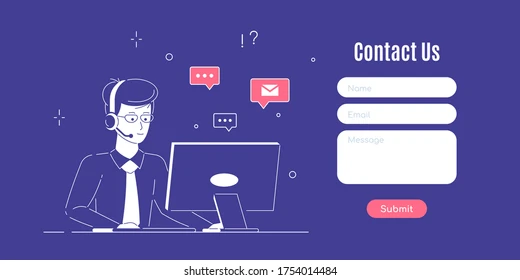 ! ?
Contact Us
Name
Email
Message
Submit
shutterstock.com · 1754014484